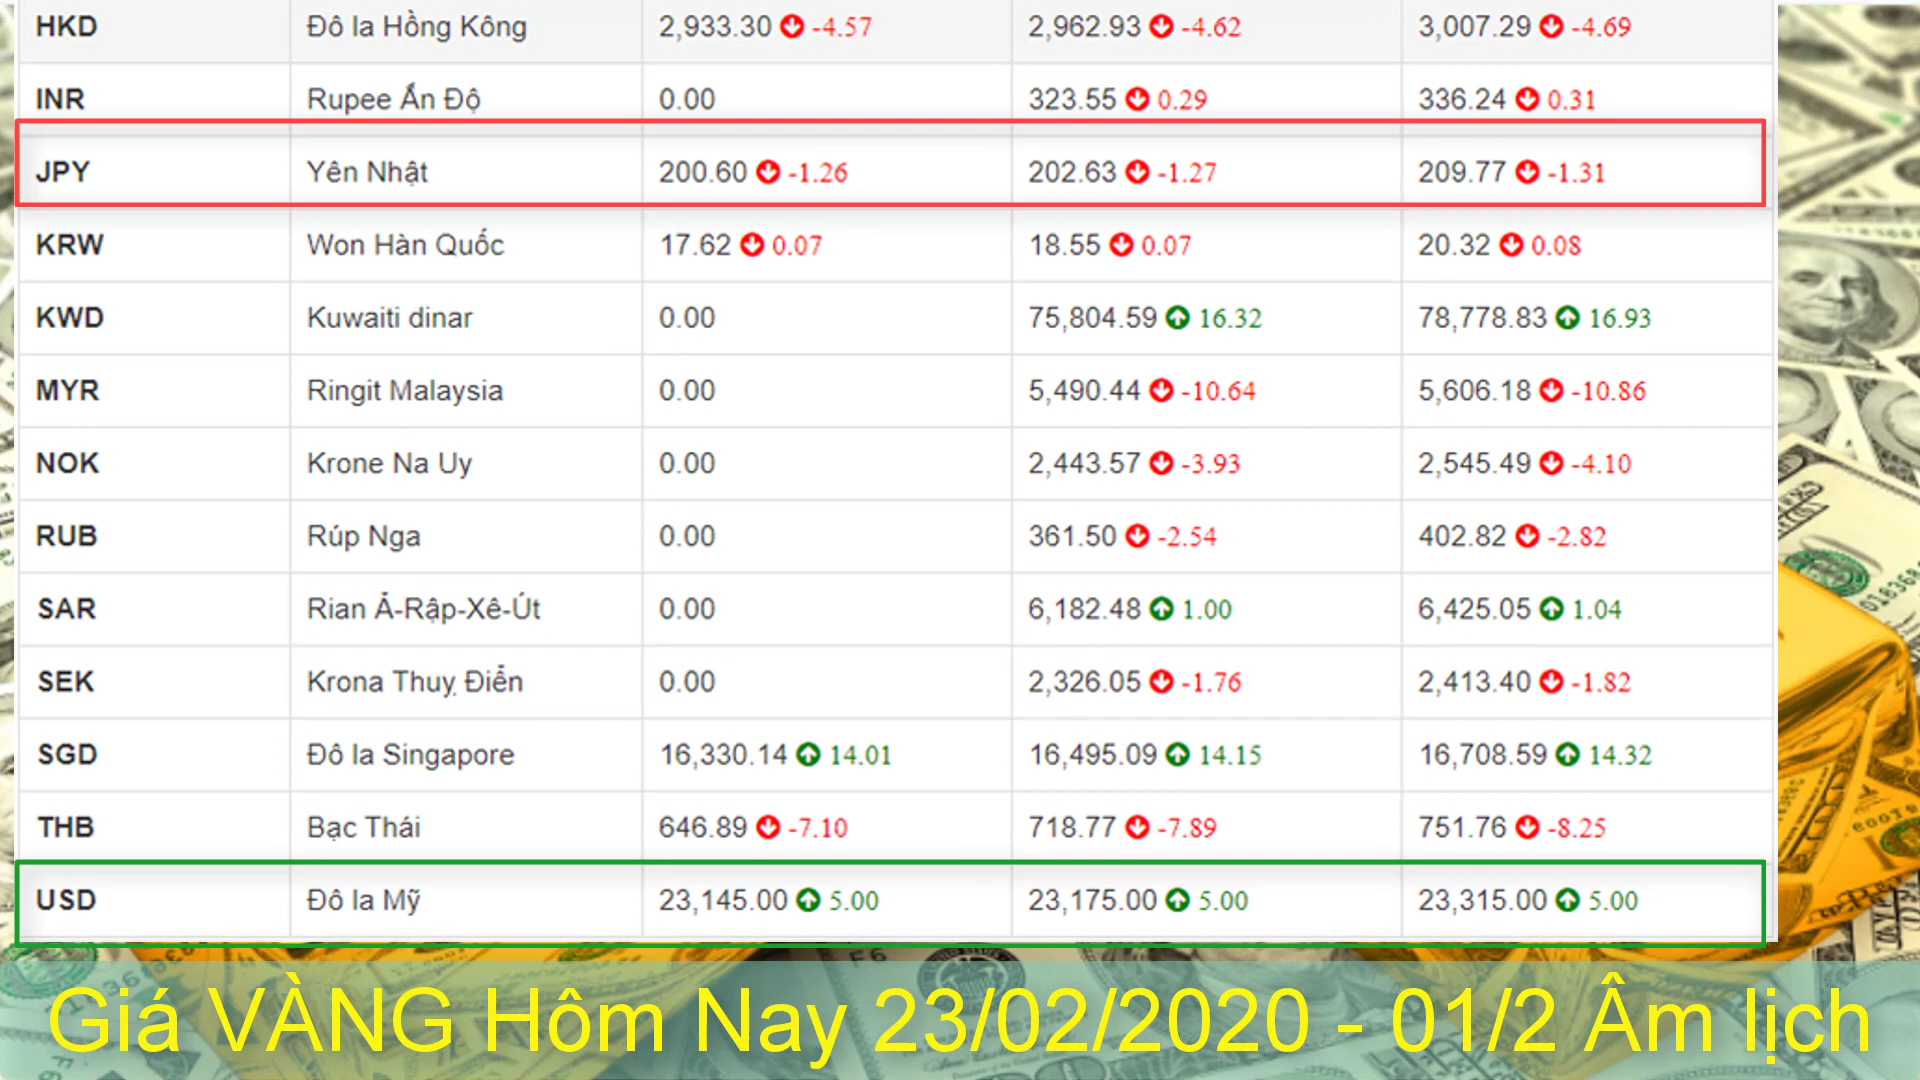 HKD Đô la Hồng Kông 2,933.30 -4.57 2,962.93 -4.62 3,007.29 -4.69
INR Rupee Ấn Độ 0.00 323.55 0.29 336.24 0.31
JPY Yên Nhật 200.60 -1.26 202.63 -1.27 209.77 -1.31
KRW Won Hàn Quốc 17.62 0.07 18.55 0.07 20.32 0.08
KWD Kuwaiti dinar 0.00 75,804.59 16.32 78,778.83 16.93
MYR Ringit Malaysia 0.00 5,490.44 -10.64 5,606.18 -10.86
NOK Krone Na Uy 0.00 2,443.57 -3.93 2,545.49 -4.10
RUB Rúp Nga 0.00 361.50 -2.54 402.82 -2.82
SAR Rian Ả-Rập-Xê-Út 0.00 6,182.48 1.00 6,425.05 1.04
SEK Krona Thuỵ Điển 0.00 2,326.05 -1.76 2,413.40 -1.82
SGD Đô la Singapore 16,330.14 14.01 16,495.09 14.15 16,708.59 14.32
THB Bạc Thái 646.89 -7.10 718.77 -7.89 751.76 -8.25
USD Đô la Mỹ 23,145.00 5.00 23,175.00 5.00 23,315.00 5.00
Giá VÀNG Hôm Nay 23/02/2020 - 01/2 Âm lịch